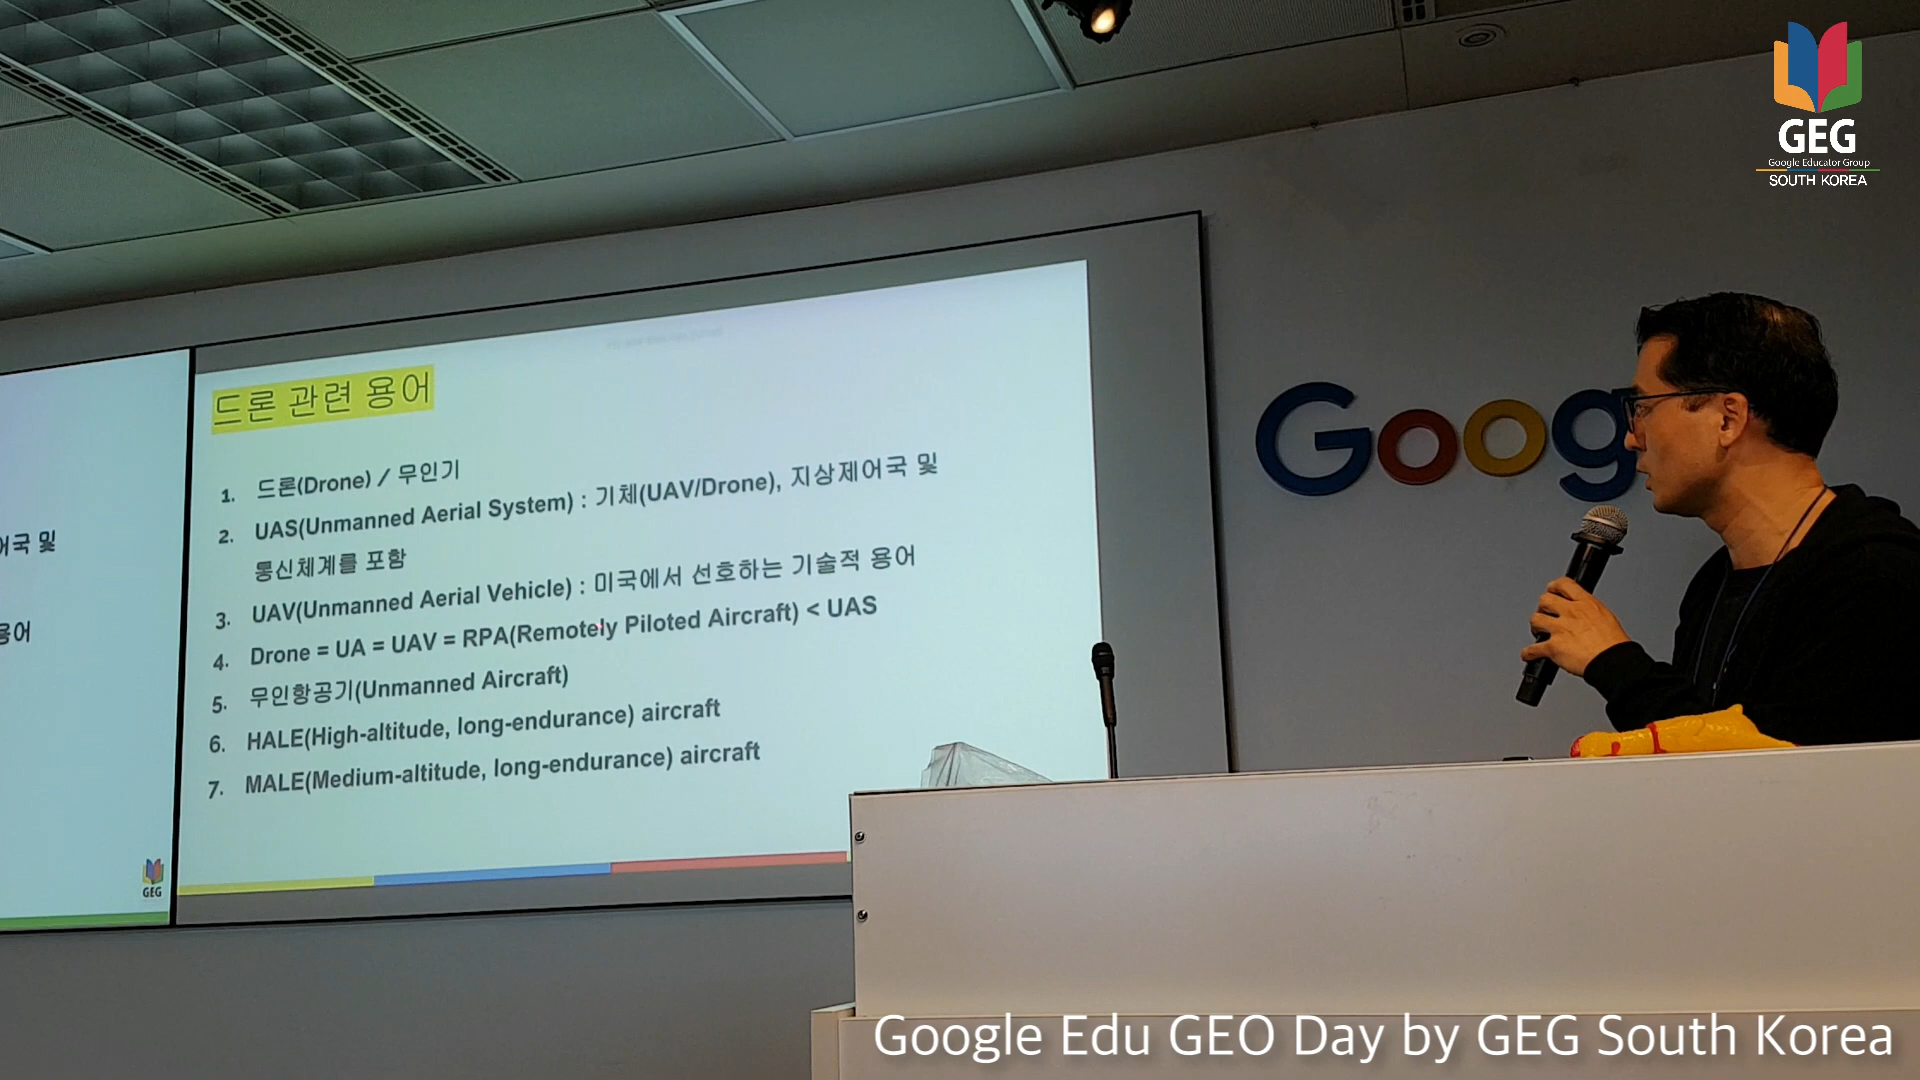 GEG
Google Educator Group
SOUTH KOREA
드론 관련 용어
1. 드론(Drone) / 무인기
2. UAS(Unmanned Aerial System) : 기체(UAV/Drone), 지상제어국 및
통신체계를 포함
3. UAV(Unmanned Aerial Vehicle) : 미국에서 선호하는 기술적 용어
4. Drone = UA = UAV = RPA(Remotely Piloted Aircraft) < UAS
5. 무인항공기(Unmanned Aircraft)
6. HALE(High-altitude, long-endurance) aircraft
7. MALE(Medium-altitude, long-endurance) aircraft
어국 및
용어
GEG
Goog
Google Edu GEO Day by GEG South Korea